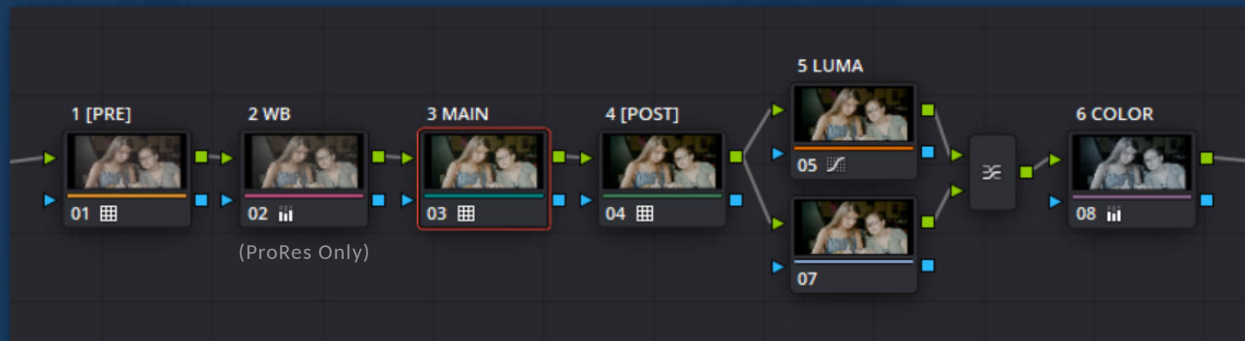 1 [PRE]
2 WB
3 MAIN
4 [POST]
5 LUMA
6 COLOR
01
02
03
04
05
07
08
(ProRes Only)